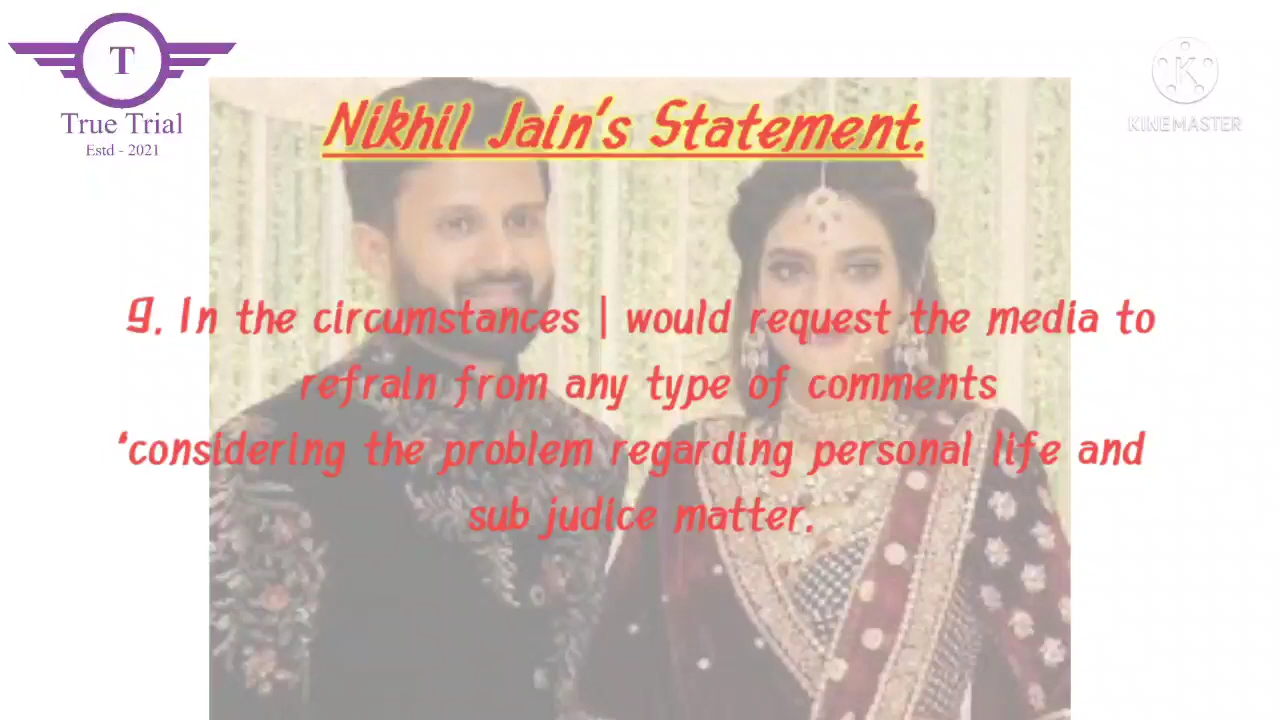 T
True Trial
Estd - 2021
K
KINEMASTER
Nikhil Jain's Statement.
9. In the circumstances | would request the media to
refrain from any type of comments
'considering the problem regarding personal life and
sub judice matter.